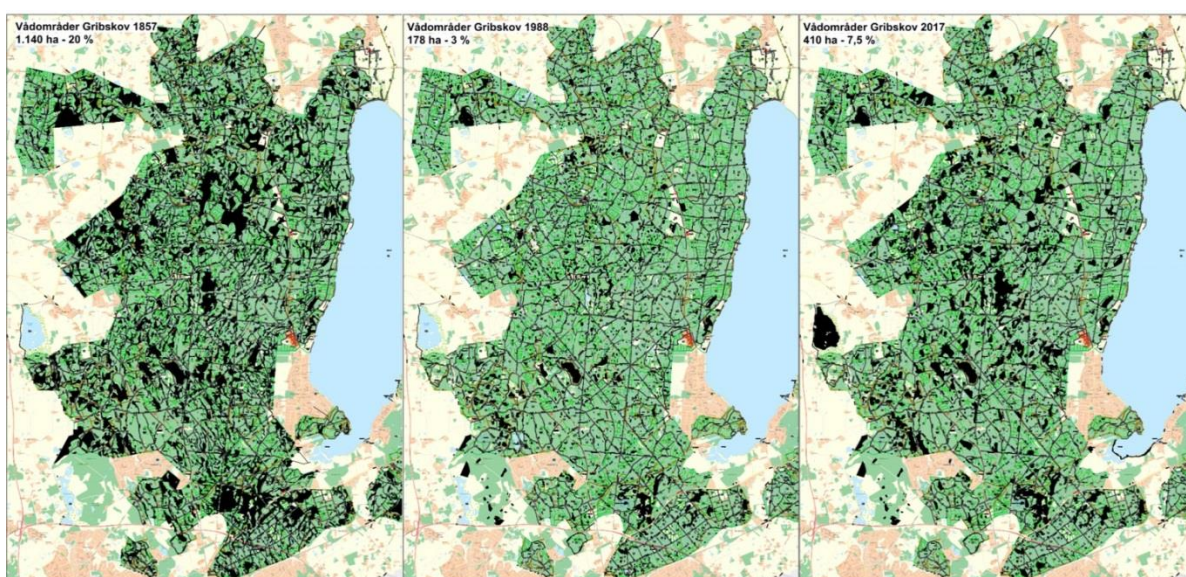 Vådområder Gribskov 1857
1.140 ha - 20 %
Vådområder Gribskov 1988
178 ha - 3 %
Vådområder Gribskov 2017
410 ha - 7,5 %